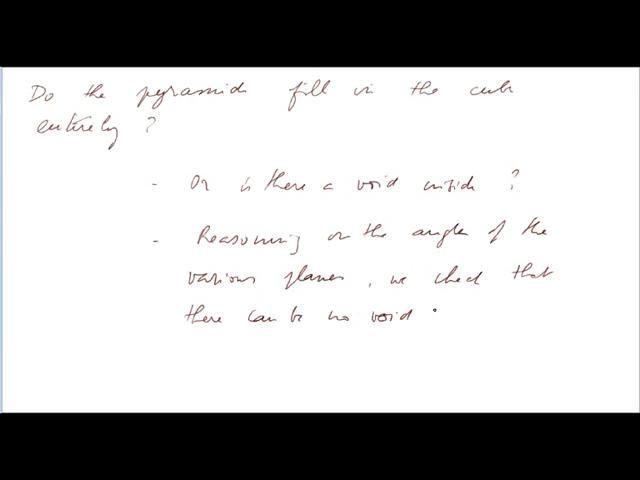 Do the pyramids fill in the cube
entirely ?
- Or is there a void inside ?
- Reasoning on the angles of the
various planes, we check that
there can be no void .